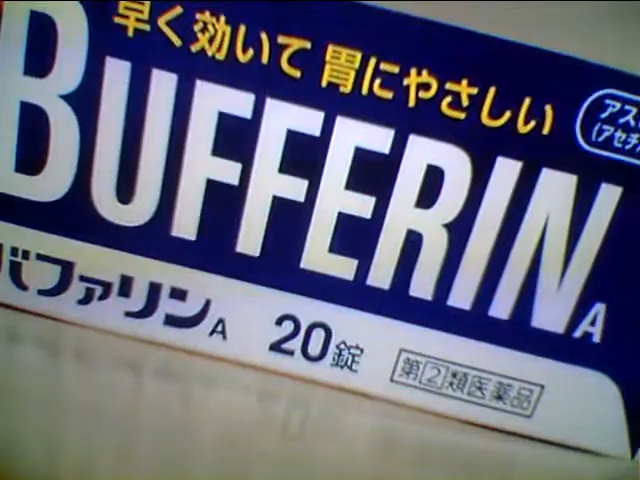 早く効いて 胃にやさしい
アス
(アセチ
BUFFERIN A
バファリンA 20錠 第②類医薬品